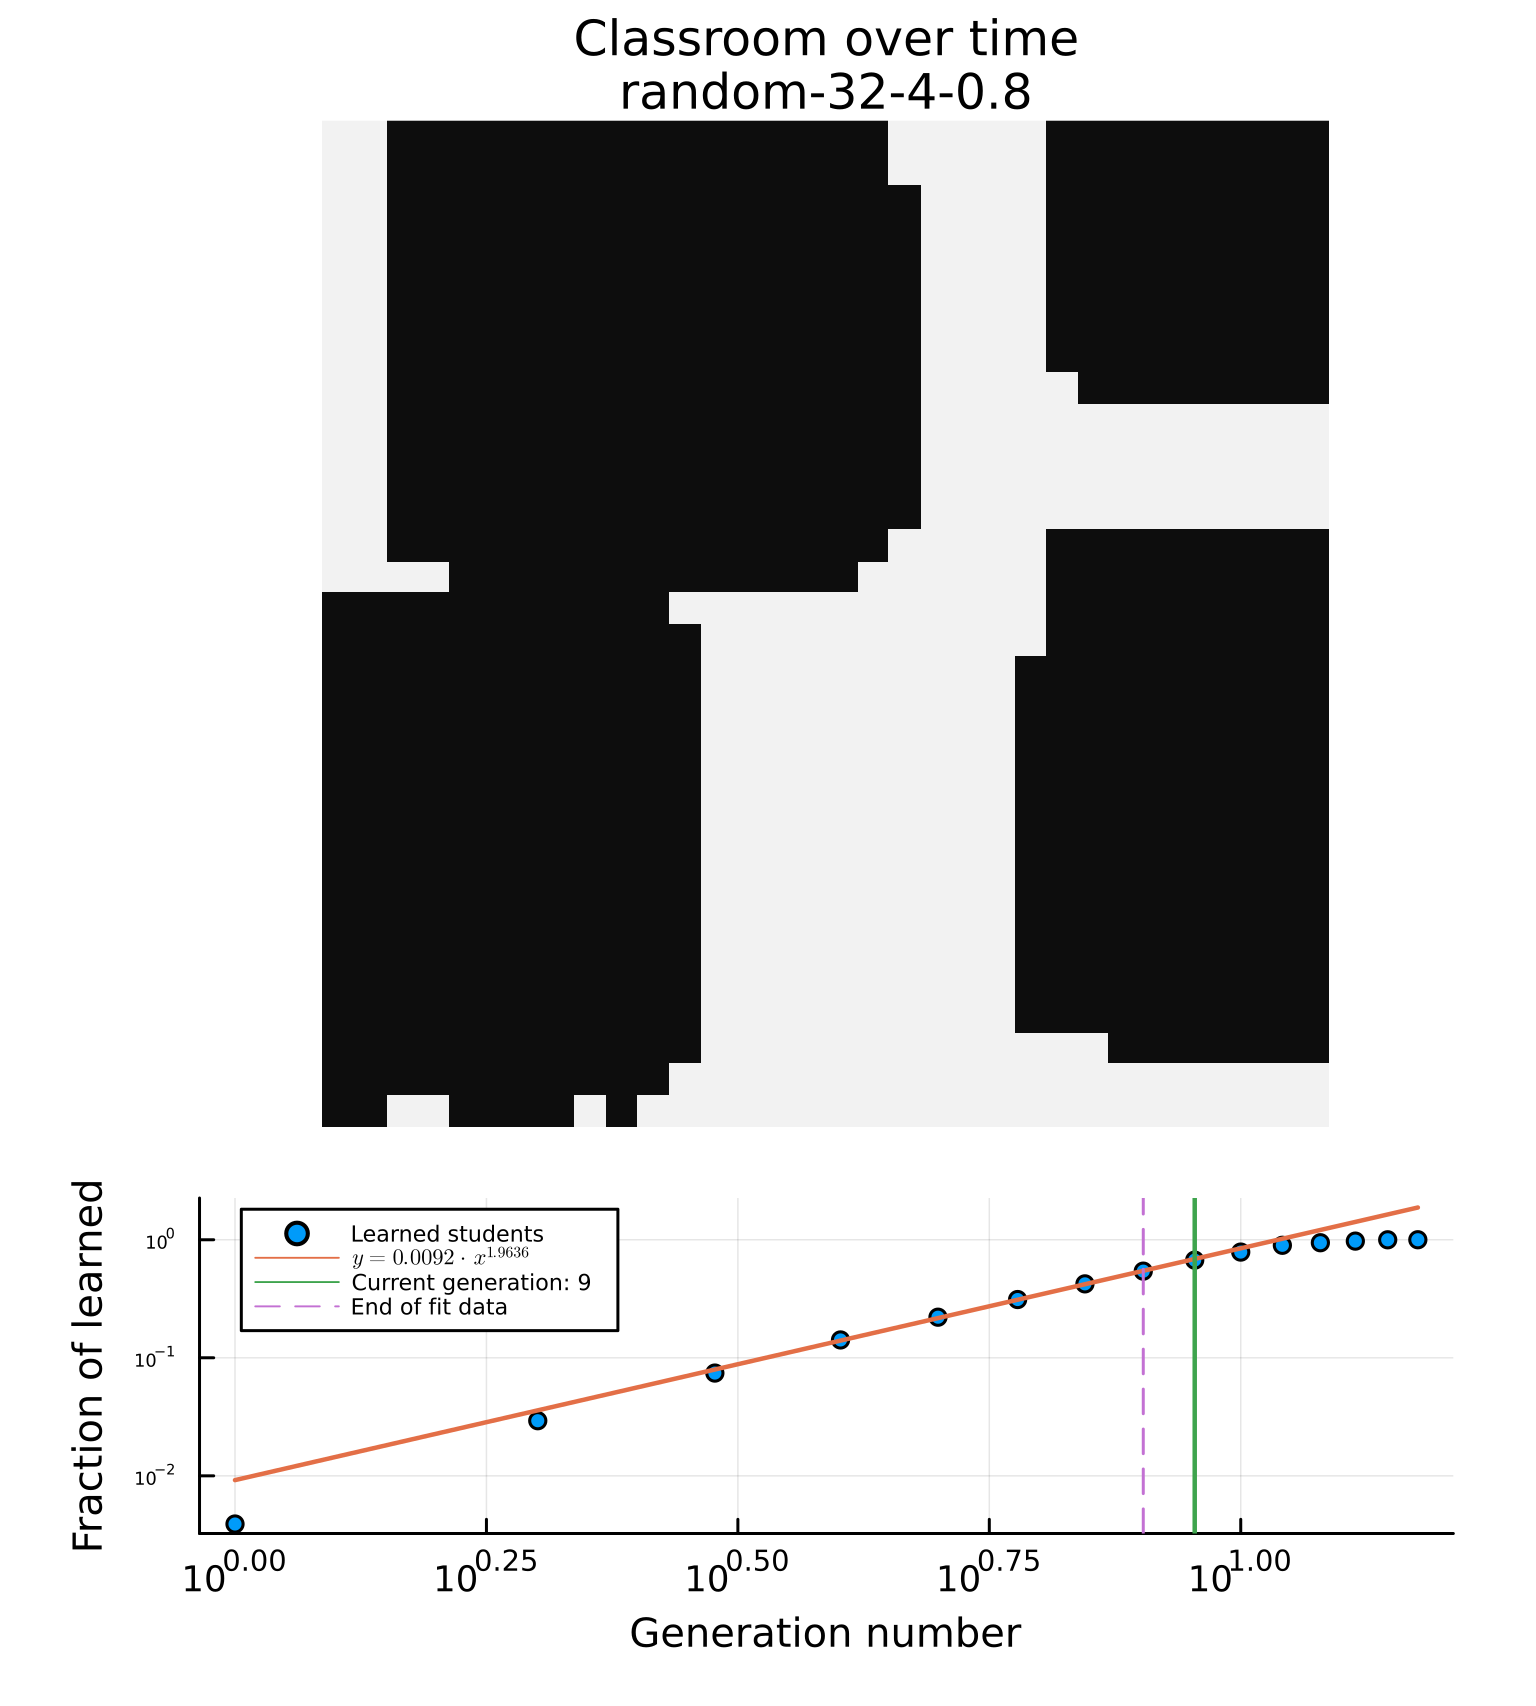 Classroom over time
random-32-4-0.8
Fraction of learned
10^0
10^-1
10^-2
Learned students
y = 0.0092 · x^1.9636
Current generation: 9
End of fit data
10^0.00
10^0.25
10^0.50
10^0.75
10^1.00
Generation number